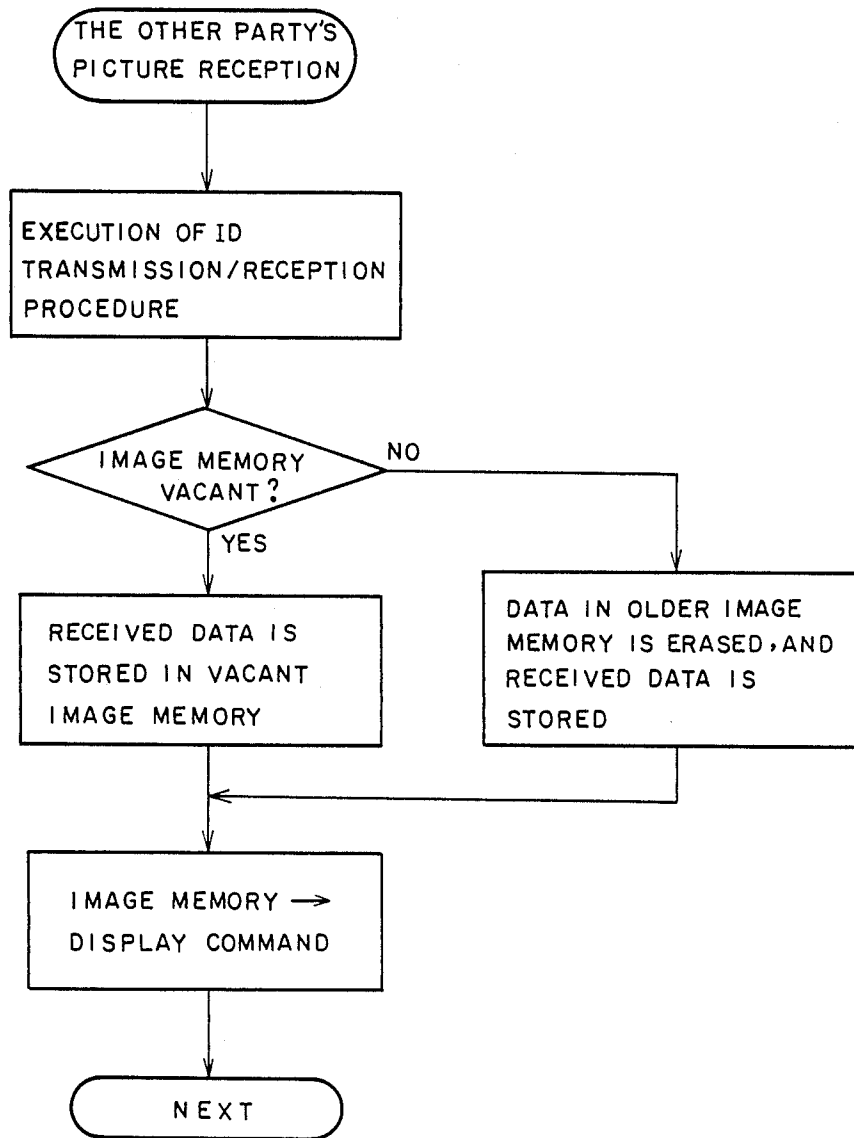 THE OTHER PARTY'S
PICTURE RECEPTION
EXECUTION OF ID
TRANSMISSION/RECEPTION
PROCEDURE
IMAGE MEMORY
VACANT?
NO
YES
RECEIVED DATA IS
STORED IN VACANT
IMAGE MEMORY
DATA IN OLDER IMAGE
MEMORY IS ERASED, AND
RECEIVED DATA IS
STORED
IMAGE MEMORY →
DISPLAY COMMAND
NEXT